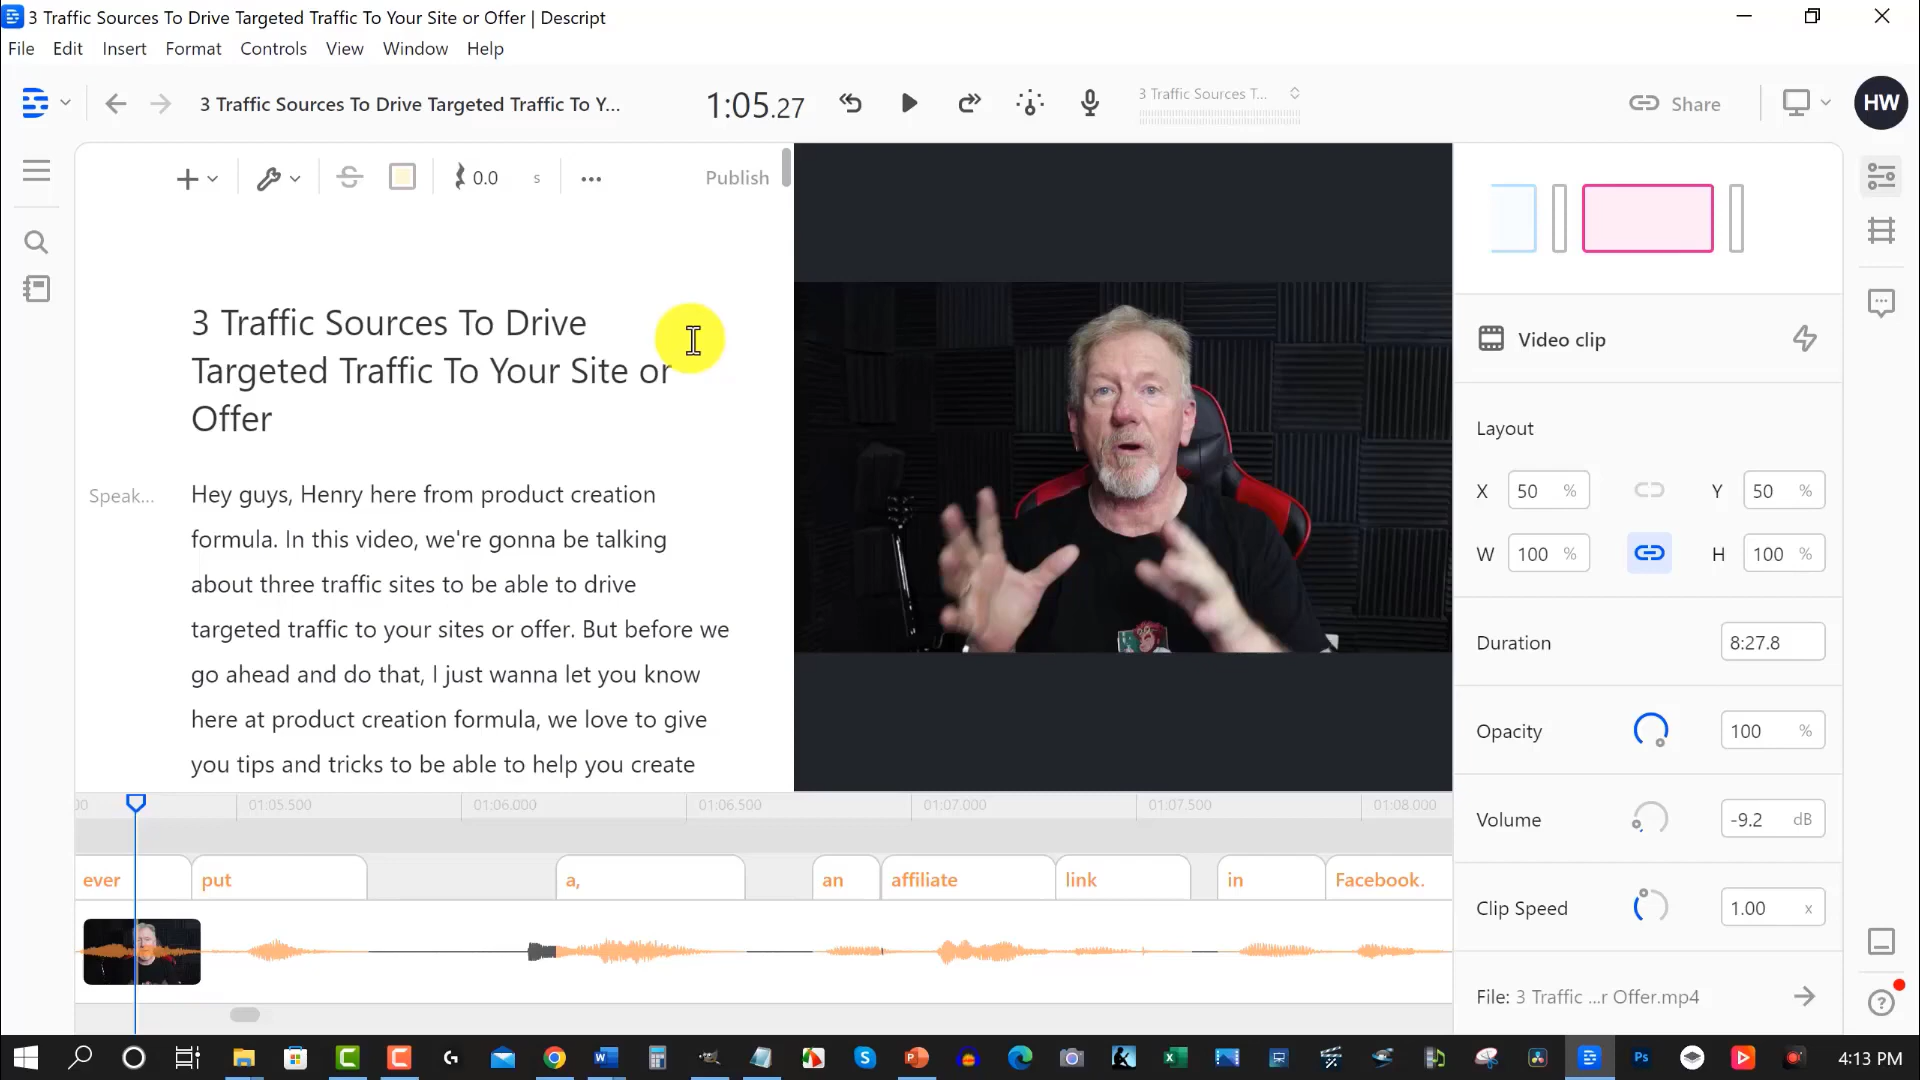 3 Traffic Sources To Drive Targeted Traffic To Your Site or Offer | Descript
File Edit Insert Format Controls View Window Help
3 Traffic Sources To Drive Targeted Traffic To Y...
1:05.27
3 Traffic Sources T...
Share
HW
0.0 s
Publish
3 Traffic Sources To Drive
Targeted Traffic To Your Site or
Offer
Speak...
Hey guys, Henry here from product creation
formula. In this video, we're gonna be talking
about three traffic sites to be able to drive
targeted traffic to your sites or offer. But before we
go ahead and do that, I just wanna let you know
here at product creation formula, we love to give
you tips and tricks to be able to help you create
Video clip
Layout
X 50 % Y 50 %
W 100 % H 100 %
Duration 8:27.8
Opacity 100 %
Volume -9.2 dB
Clip Speed 1.00 x
File: 3 Traffic ...r Offer.mp4
00 01:05.500 01:06.000 01:06.500 01:07.000 01:07.500 01:08.000
ever put a, an affiliate link in Facebook.
4:13 PM